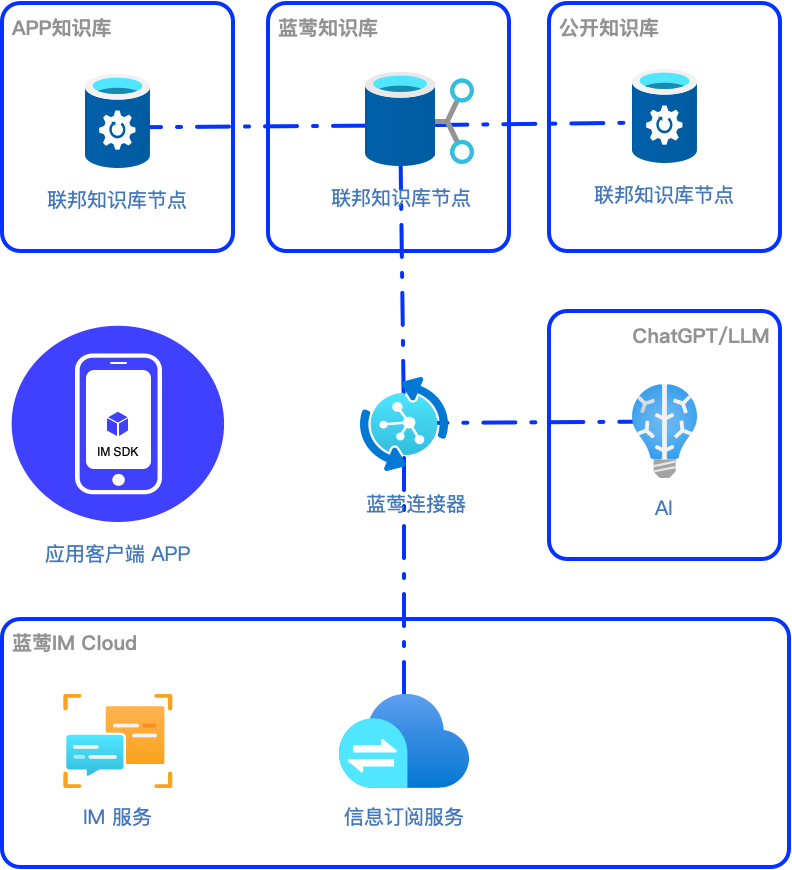 APP知识库
蓝莺知识库
公开知识库
联邦知识库节点
联邦知识库节点
联邦知识库节点
ChatGPT/LLM
IM SDK
蓝莺连接器
AI
应用客户端 APP
蓝莺IM Cloud
IM 服务
信息订阅服务